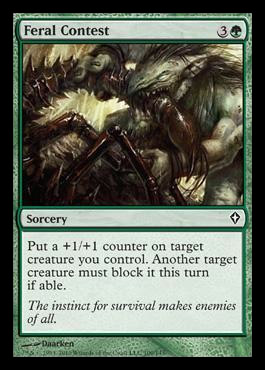 Feral Contest 3
Sorcery
Put a +1/+1 counter on target
creature you control. Another target
creature must block it this turn
if able.
The instinct for survival makes enemies
of all.
Daarken